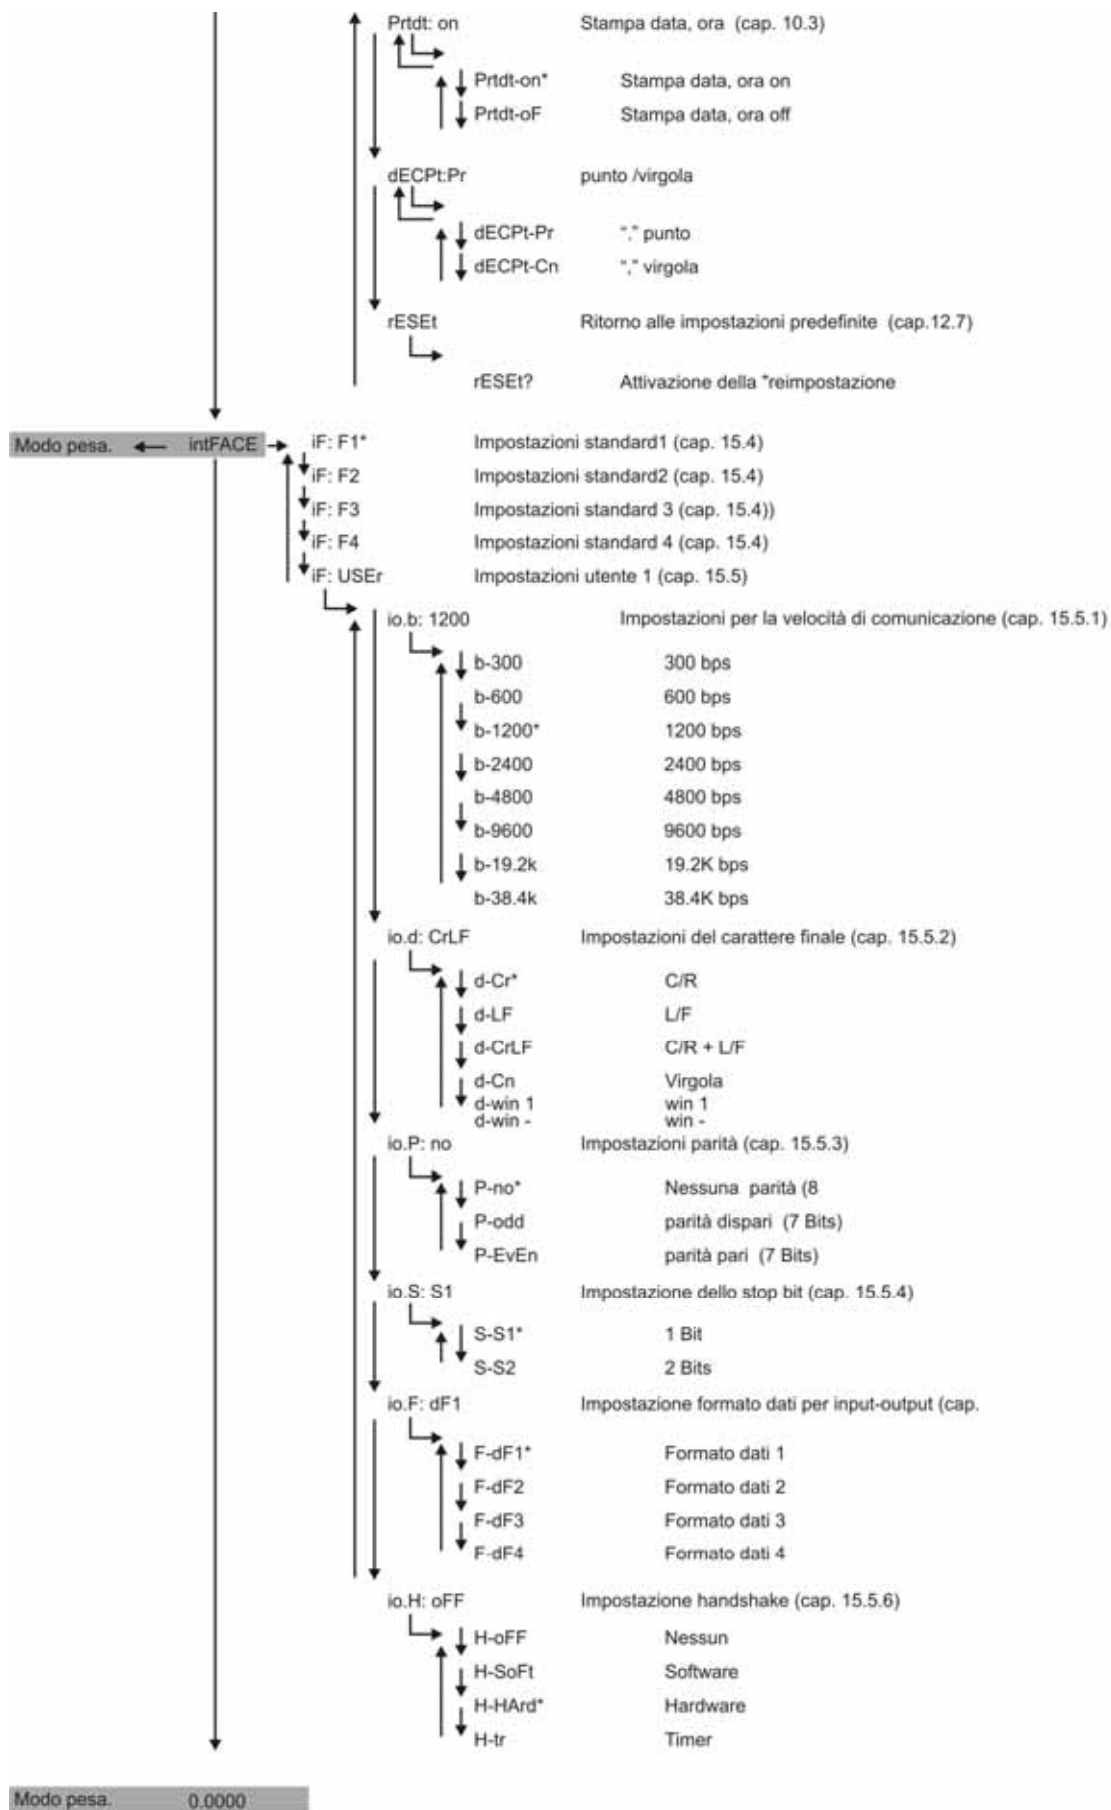 Prtdt: on Stampa data, ora (cap. 10.3)
Prtdt-on* Stampa data, ora on
Prtdt-oF Stampa data, ora off
dECPt:Pr punto /virgola
dECPt-Pr "." punto
dECPt-Cn "," virgola
rESEt Ritorno alle impostazioni predefinite (cap.12.7)
rESEt? Attivazione della "reimpostazione
Modo pesa. intFACE iF: F1* Impostazioni standard1 (cap. 15.4)
iF: F2 Impostazioni standard2 (cap. 15.4)
iF: F3 Impostazioni standard 3 (cap. 15.4))
iF: F4 Impostazioni standard 4 (cap. 15.4)
iF: USEr Impostazioni utente 1 (cap. 15.5)
io.b: 1200 Impostazioni per la velocità di comunicazione (cap. 15.5.1)
b-300 300 bps
b-600 600 bps
b-1200* 1200 bps
b-2400 2400 bps
b-4800 4800 bps
b-9600 9600 bps
b-19.2k 19.2K bps
b-38.4k 38.4K bps
io.d: CrLF Impostazioni del carattere finale (cap. 15.5.2)
d-Cr* C/R
d-LF L/F
d-CrLF C/R + L/F
d-Cn Virgola
d-win 1 win 1
d-win - win -
io.P: no Impostazioni parità (cap. 15.5.3)
P-no* Nessuna parità (8
P-odd parità dispari (7 Bits)
P-EvEn parità pari (7 Bits)
io.S: S1 Impostazione dello stop bit (cap. 15.5.4)
S-S1* 1 Bit
S-S2 2 Bits
io.F: dF1 Impostazione formato dati per input-output (cap.
F-dF1* Formato dati 1
F-dF2 Formato dati 2
F-dF3 Formato dati 3
F-dF4 Formato dati 4
io.H: oFF Impostazione handshake (cap. 15.5.6)
H-oFF Nessun
H-SoFt Software
H-HArd* Hardware
H-tr Timer
Modo pesa. 0.0000